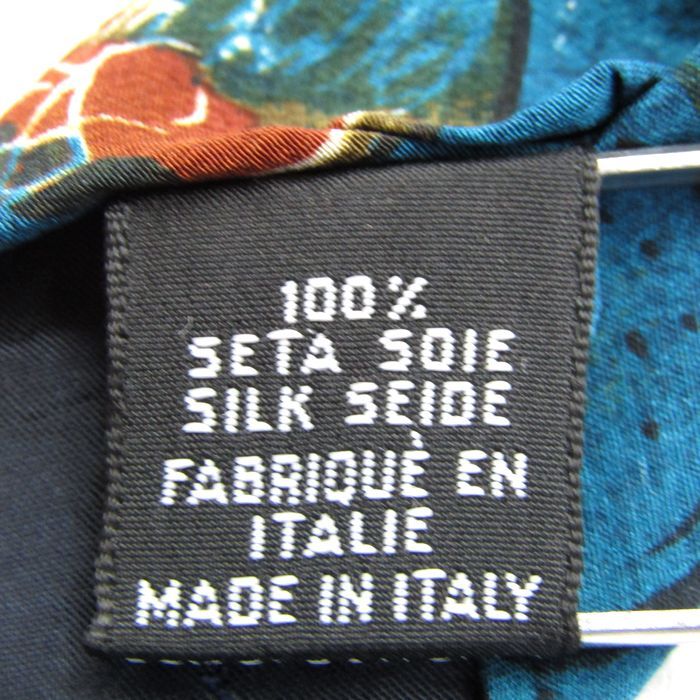 100%
SETA SOIE
SILK SEIDE
FABRIQUÈ EN
ITALIE
MADE IN ITALY